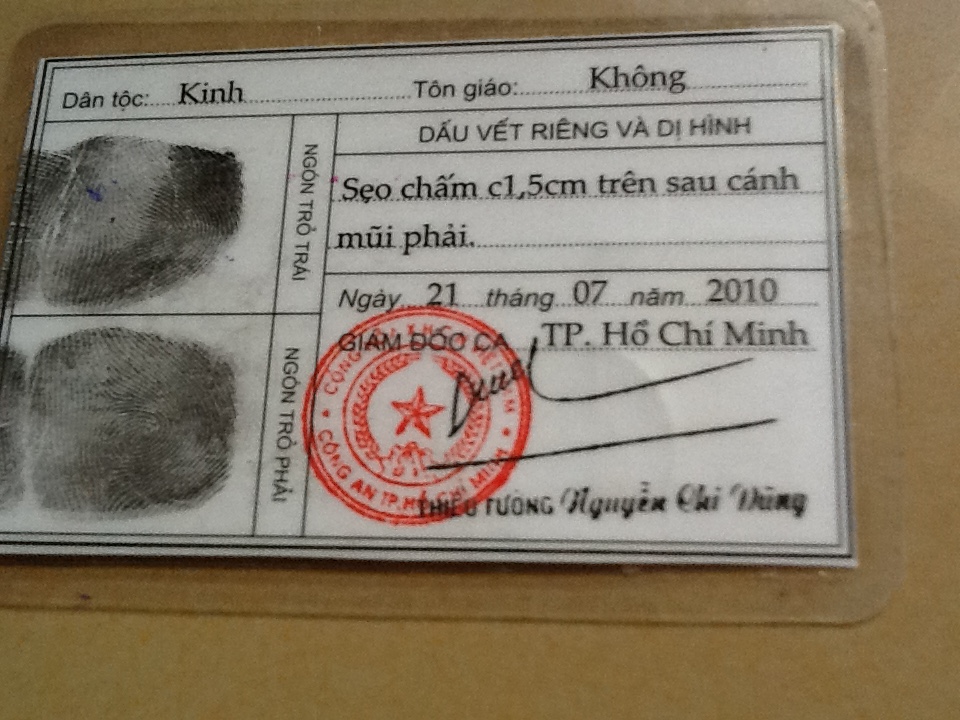 Dân tộc: Kinh Tôn giáo: Không
NGÓN TRỎ TRÁI
NGÓN TRỎ PHẢI
DẤU VẾT RIÊNG VÀ DỊ HÌNH
Sẹo chấm c1,5cm trên sau cánh
mũi phải.
Ngày 21 tháng 07 năm 2010
GIÁM ĐỐC CA TP. Hồ Chí Minh
CÔNG AN TP. HỒ CHÍ MINH
THIẾU TƯỚNG Nguyễn Chí Dũng